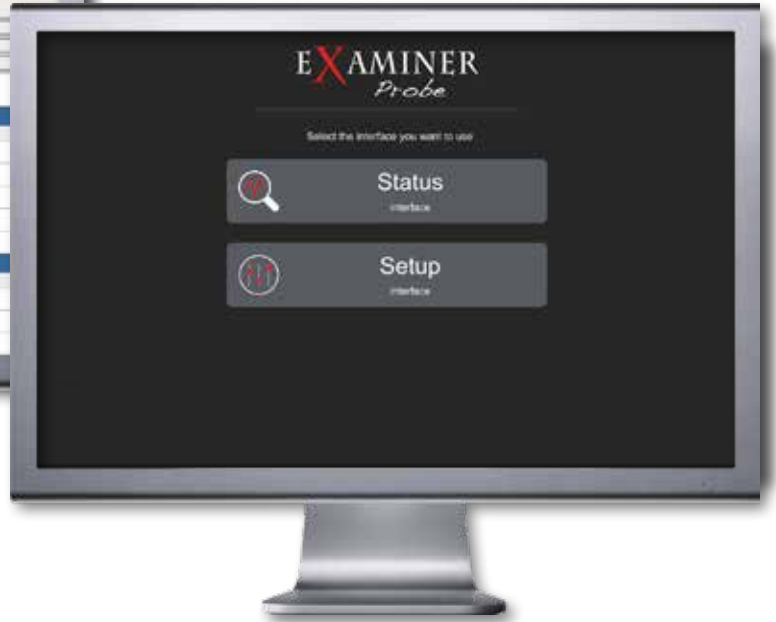 EXAMINER
Probe
Select the interface you want to use
Status
interface
Setup
interface